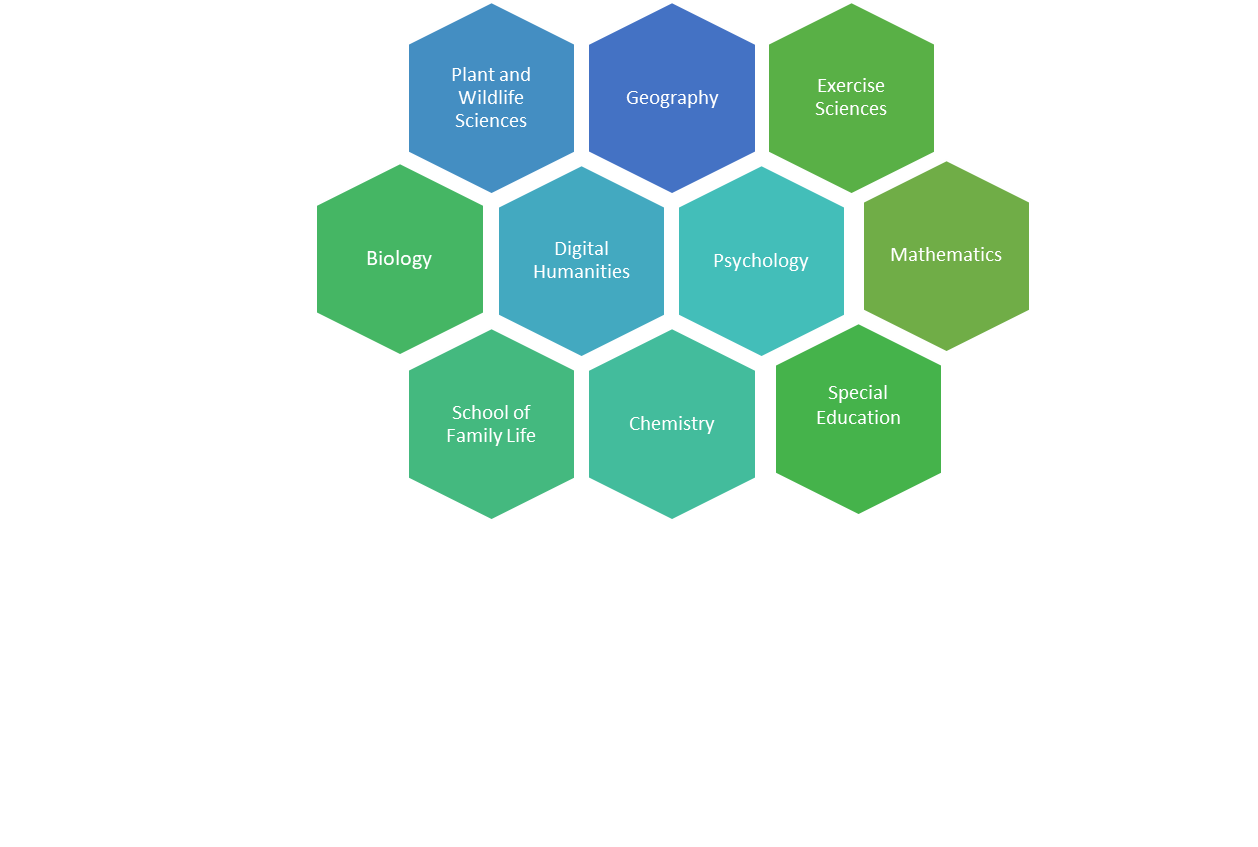 Plant and
Wildlife
Sciences
Geography
Exercise
Sciences
Biology
Digital
Humanities
Psychology
Mathematics
School of
Family Life
Chemistry
Special
Education